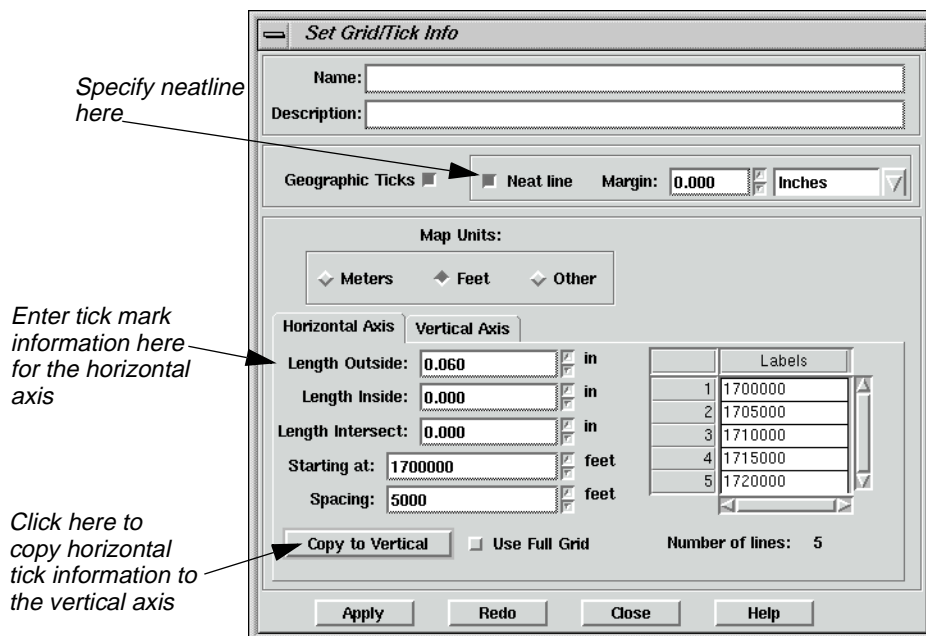 Set Grid/Tick Info
Name:
Description:
Specify neatline
here
Geographic Ticks
Neat line Margin: 0.000 Inches
Map Units:
Meters Feet Other
Horizontal Axis Vertical Axis
Enter tick mark
information here
for the horizontal
axis
Length Outside: 0.060 in
Length Inside: 0.000 in
Length Intersect: 0.000 in
Starting at: 1700000 feet
Spacing: 5000 feet
Labels
1 1700000
2 1705000
3 1710000
4 1715000
5 1720000
Click here to
copy horizontal
tick information to
the vertical axis
Copy to Vertical Use Full Grid Number of lines: 5
Apply Redo Close Help